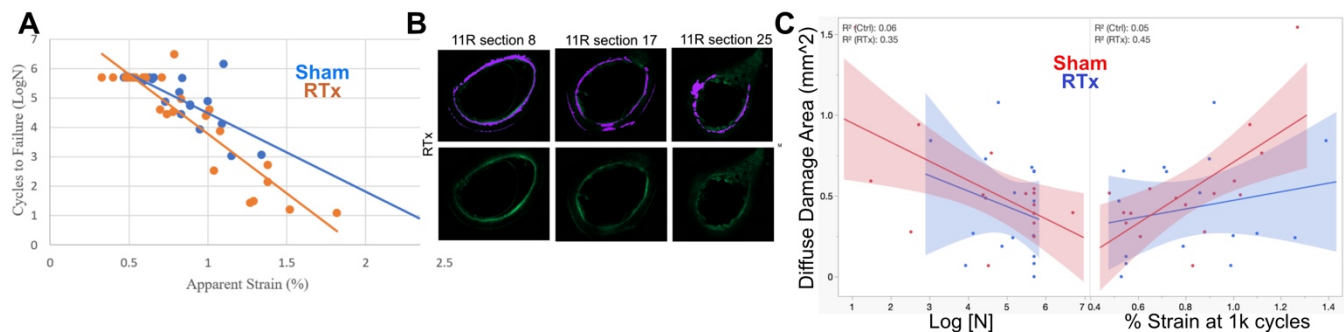 A
Cycles to Failure (LogN)
7
6
5
4
3
2
1
0
Sham
RTx
0 0.5 1 1.5 2 2.5
Apparent Strain (%)
B
11R section 8 11R section 17 11R section 25
RTx
C
R² (Ctrl): 0.06 R² (Ctrl): 0.05
R² (RTx): 0.35 R² (RTx): 0.45
Sham
RTx
Diffuse Damage Area (mm^2)
1.5
1.0
0.5
0
1 2 3 4 5 6 7 0.4 0.6 0.8 1.0 1.2 1.4
Log [N] % Strain at 1k cycles